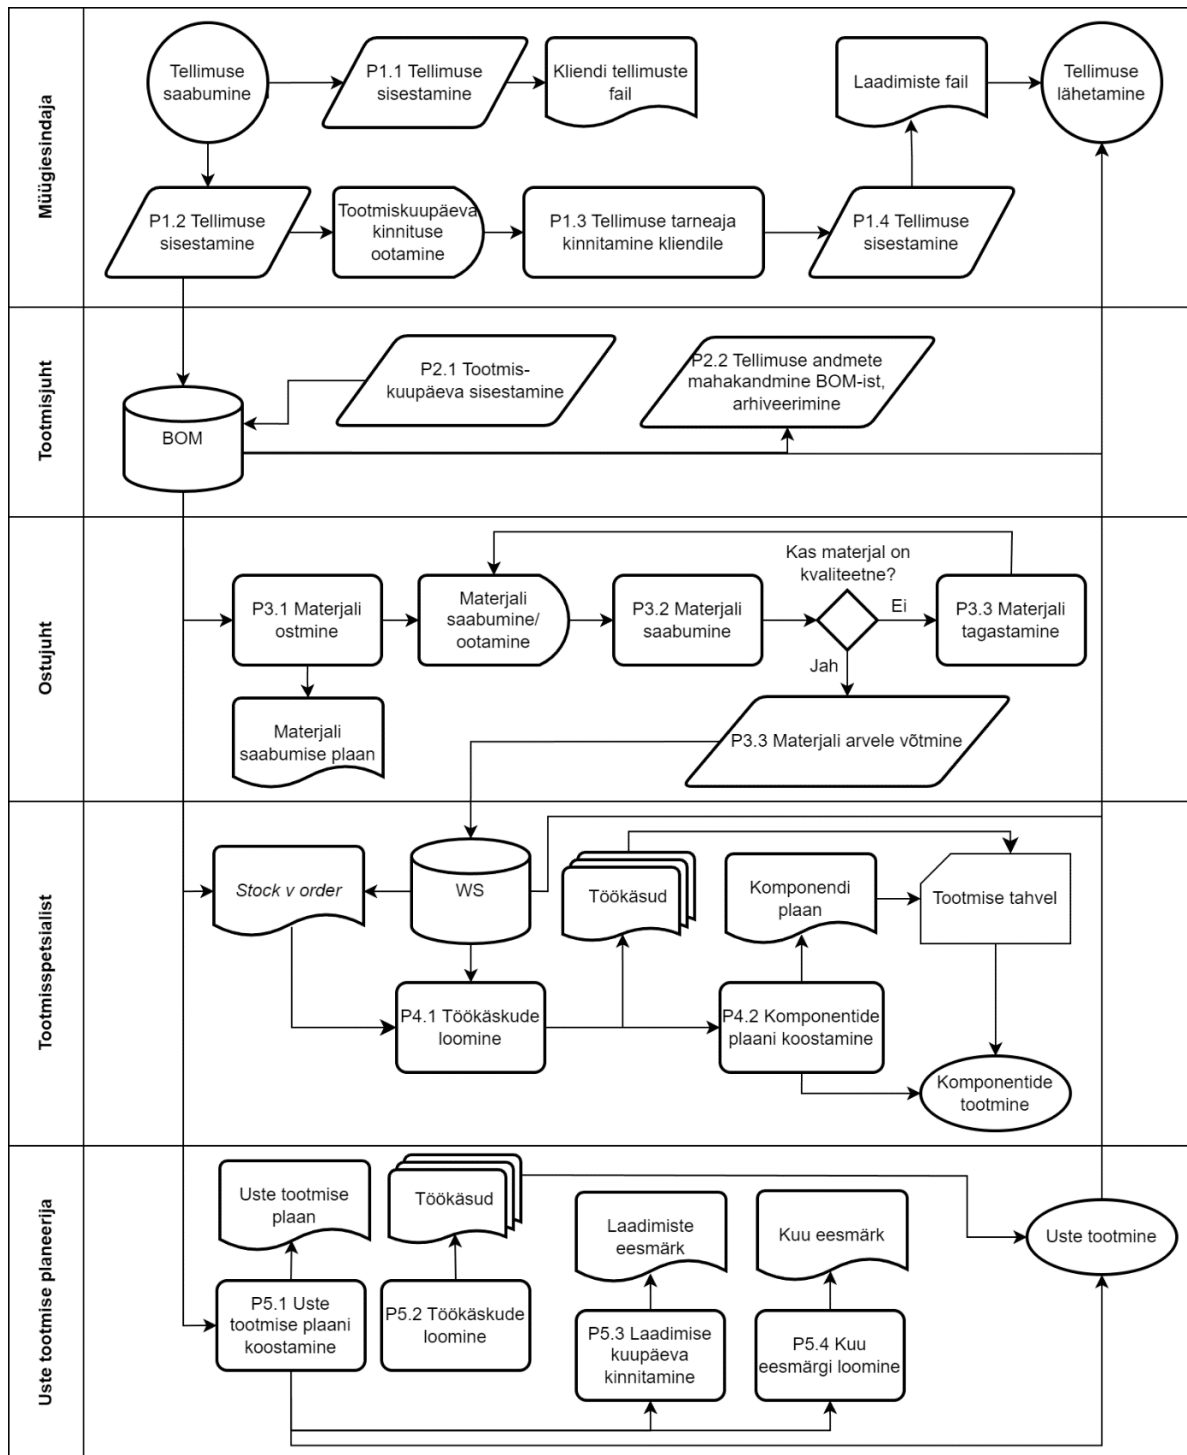 Müügiesindaja
Tellimuse
saabumine
P1.1 Tellimuse
sisestamine
Kliendi tellimuste
fail
Laadimiste fail
Tellimuse
lähetamine
P1.2 Tellimuse
sisestamine
Tootmiskuupäeva
kinnituse
ootamine
P1.3 Tellimuse tarneaja
kinnitamine kliendile
P1.4 Tellimuse
sisestamine
Tootmisjuht
BOM
P2.1 Tootmis-
kuupäeva sisestamine
P2.2 Tellimuse andmete
mahakandmine BOM-ist,
arhiveerimine
Ostujuht
P3.1 Materjali
ostmine
Materjali
saabumine/
ootamine
P3.2 Materjali
saabumine
Kas materjal on
kvaliteetne?
Ei
Jah
P3.3 Materjali
tagastamine
Materjali
saabumise plaan
P3.3 Materjali arvele võtmine
Tootmisspetsialist
Stock v order
WS
Töökäsud
Komponendi
plaan
Tootmise tahvel
P4.1 Töökäskude
loomine
P4.2 Komponentide
plaani koostamine
Komponentide
tootmine
Uste tootmise planeerija
Uste tootmise
plaan
Töökäsud
Laadimiste
eesmärk
Kuu eesmärk
Uste tootmine
P5.1 Uste
tootmise plaani
koostamine
P5.2 Töökäskude
loomine
P5.3 Laadimise
kuupäeva
kinnitamine
P5.4 Kuu
eesmärgi loomine